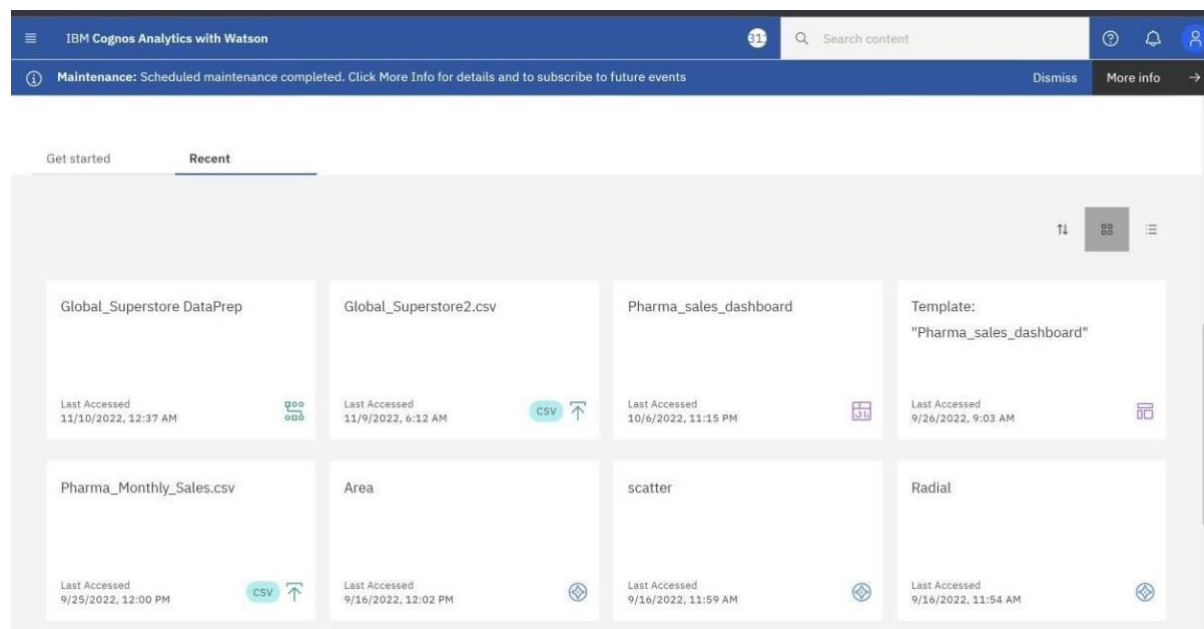 IBM Cognos Analytics with Watson
Search content
Maintenance: Scheduled maintenance completed. Click More Info for details and to subscribe to future events
Dismiss
More info
Get started
Recent
Global_Superstore DataPrep
Last Accessed
11/10/2022, 12:37 AM
Global_Superstore2.csv
Last Accessed
11/9/2022, 6:12 AM
CSV
Pharma_sales_dashboard
Last Accessed
10/6/2022, 11:15 PM
Template:
"Pharma_sales_dashboard"
Last Accessed
9/26/2022, 9:03 AM
Pharma_Monthly_Sales.csv
Last Accessed
9/25/2022, 12:00 PM
CSV
Area
Last Accessed
9/16/2022, 12:02 PM
scatter
Last Accessed
9/16/2022, 11:59 AM
Radial
Last Accessed
9/16/2022, 11:54 AM